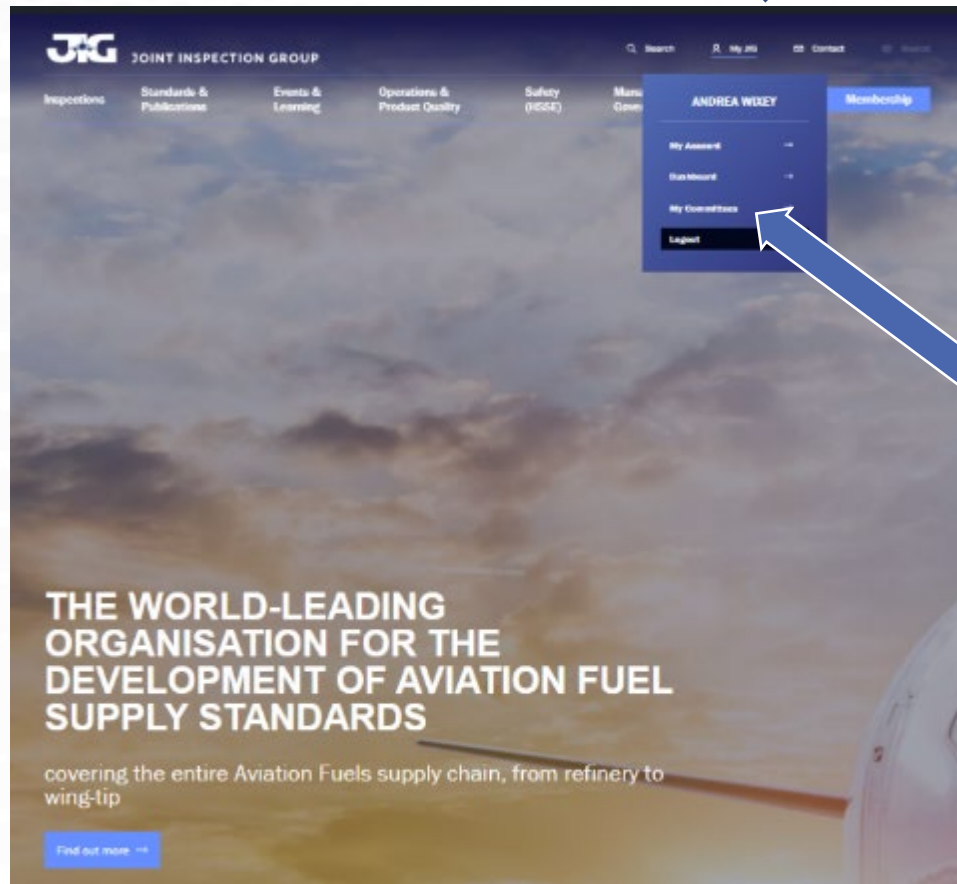 JIG JOINT INSPECTION GROUP
Search My JIG Contact
Inspections
Standards &
Publications
Events &
Learning
Operations &
Product Quality
Safety
(HSSE)
Mana
Gove
Membership
ANDREA WIXEY
My Account →
Dashboard →
My Committees
Logout
THE WORLD-LEADING
ORGANISATION FOR THE
DEVELOPMENT OF AVIATION FUEL
SUPPLY STANDARDS
covering the entire Aviation Fuels supply chain, from refinery to
wing-tip
Find out more →